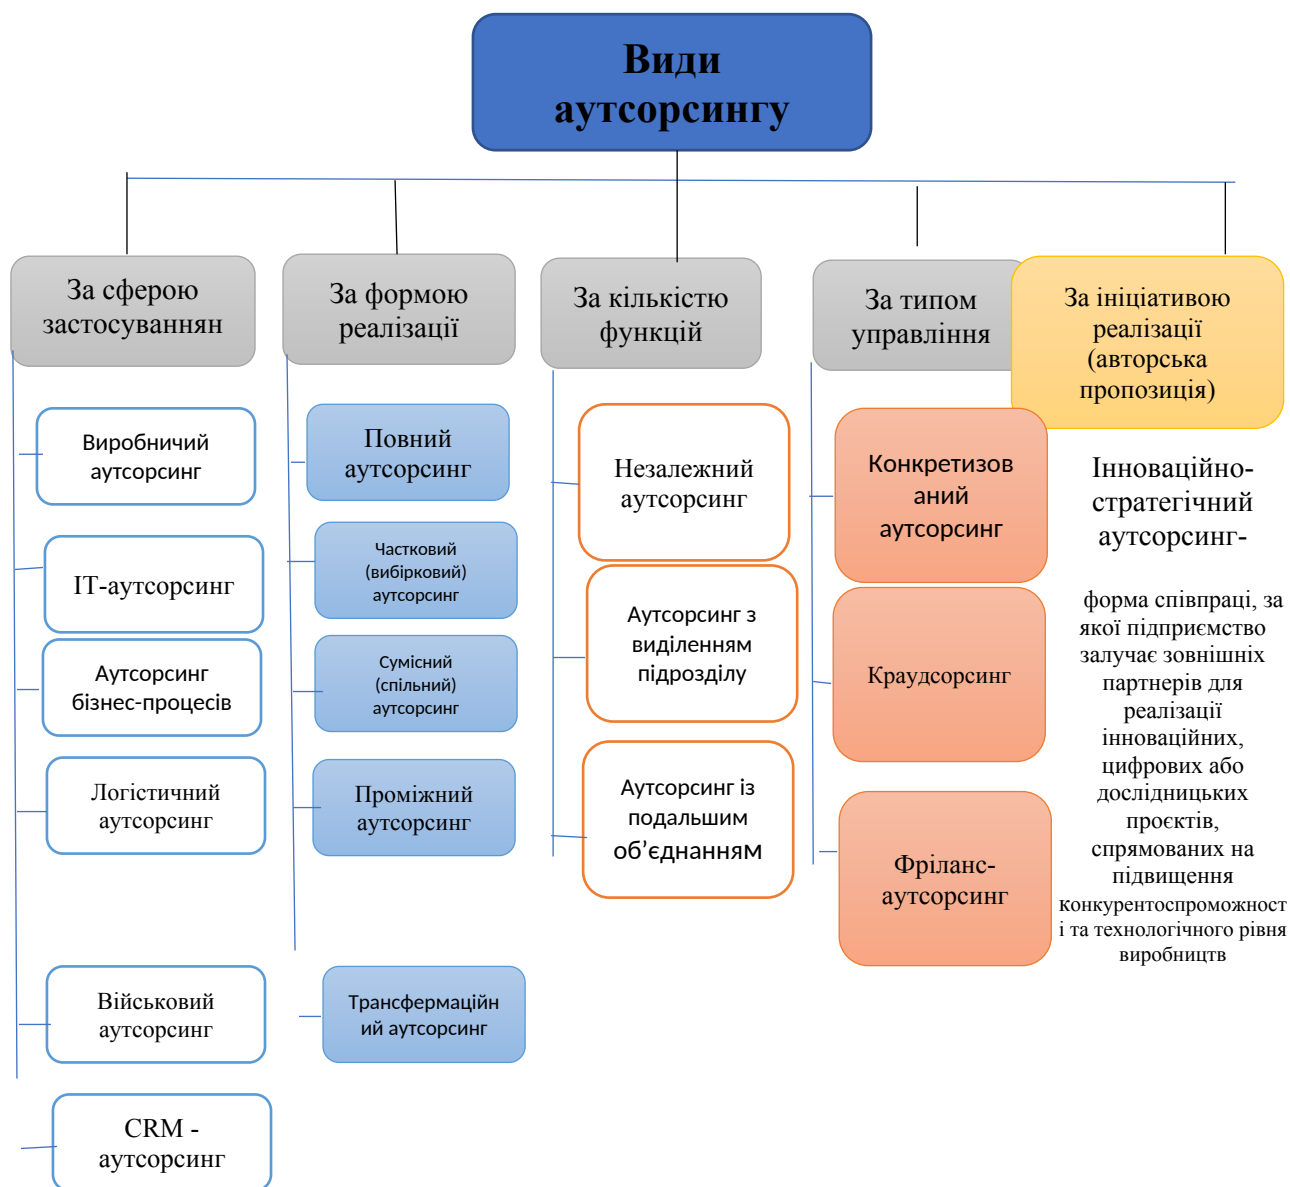 Види
аутсорсингу
За сферою
застосуваннян
Виробничий
аутсорсинг
ІТ-аутсорсинг
Аутсорсинг
бізнес-процесів
Логістичний
аутсорсинг
Військовий
аутсорсинг
CRM -
аутсорсинг
За формою
реалізації
Повний
аутсорсинг
Частковий
(вибірковий)
аутсорсинг
Сумісний
(спільний)
аутсорсинг
Проміжний
аутсорсинг
Трансфермаційн
ий аутсорсинг
За кількістю
функцій
Незалежний
аутсорсинг
Аутсорсинг з
виділенням
підрозділу
Аутсорсинг із
подальшим
об’єднанням
За типом
управління
Конкретизов
аний
аутсорсинг
Краудсорсинг
Фріланс-
аутсорсинг
За ініціативою
реалізації
(авторська
пропозиція)
Інноваційно-
стратегічний
аутсорсинг-
форма співпраці, за
якої підприємство
залучає зовнішніх
партнерів для
реалізації
інноваційних,
цифрових або
дослідницьких
проєктів,
спрямованих на
підвищення
конкурентоспроможност
і та технологічного рівня
виробництв